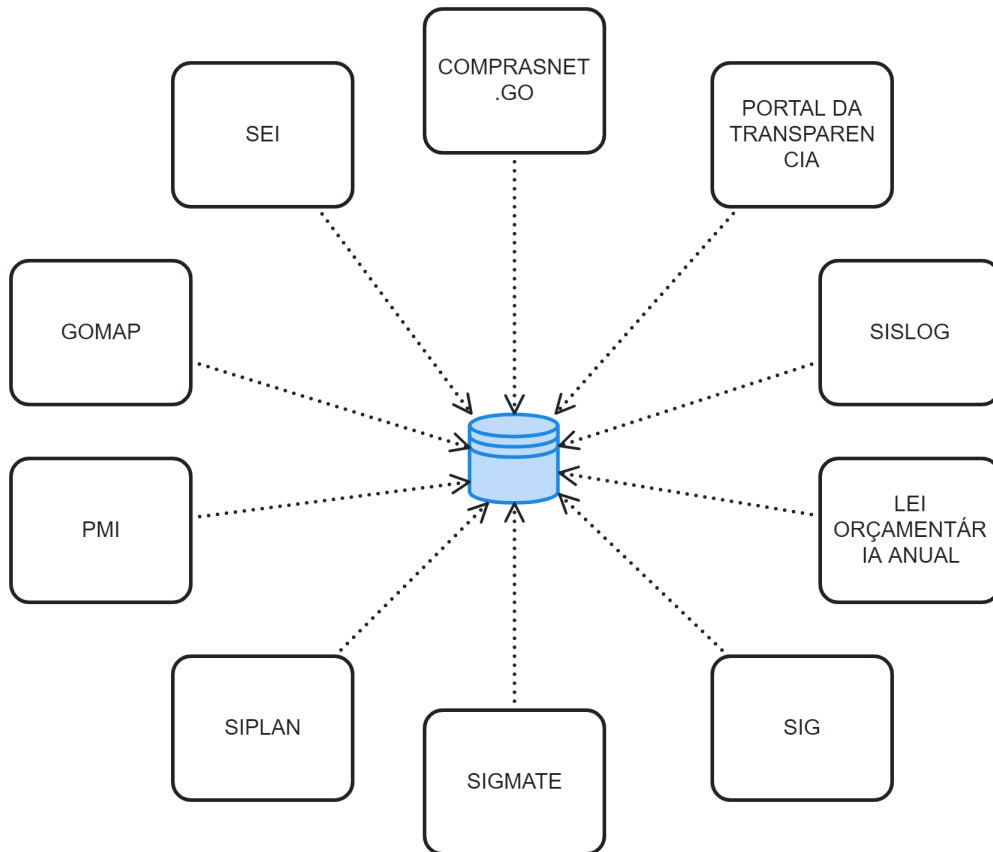 COMPRASNET
.GO
SEI
PORTAL DA
TRANSPAREN
CIA
GOMAP
SISLOG
PMI
LEI
ORÇAMENTÁR
IA ANUAL
SIPLAN
SIG
SIGMATE